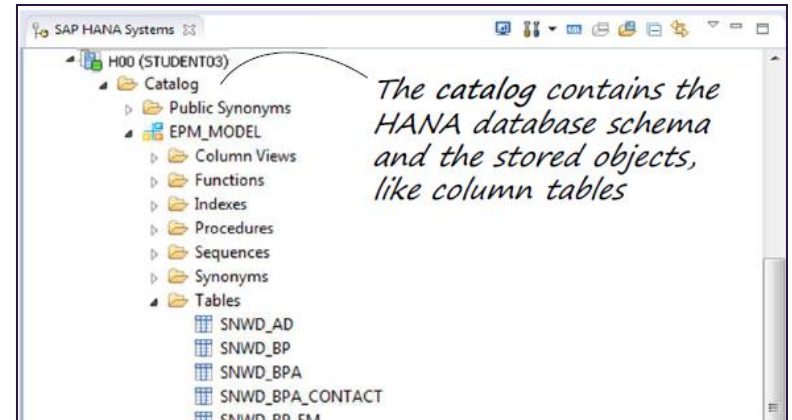 SAP HANA Systems
H00 (STUDENT03)
Catalog
The catalog contains the
HANA database schema
and the stored objects,
like column tables
Public Synonyms
EPM_MODEL
Column Views
Functions
Indexes
Procedures
Sequences
Synonyms
Tables
SNWD_AD
SNWD_BP
SNWD_BPA
SNWD_BPA_CONTACT
SNWD_BP_EM